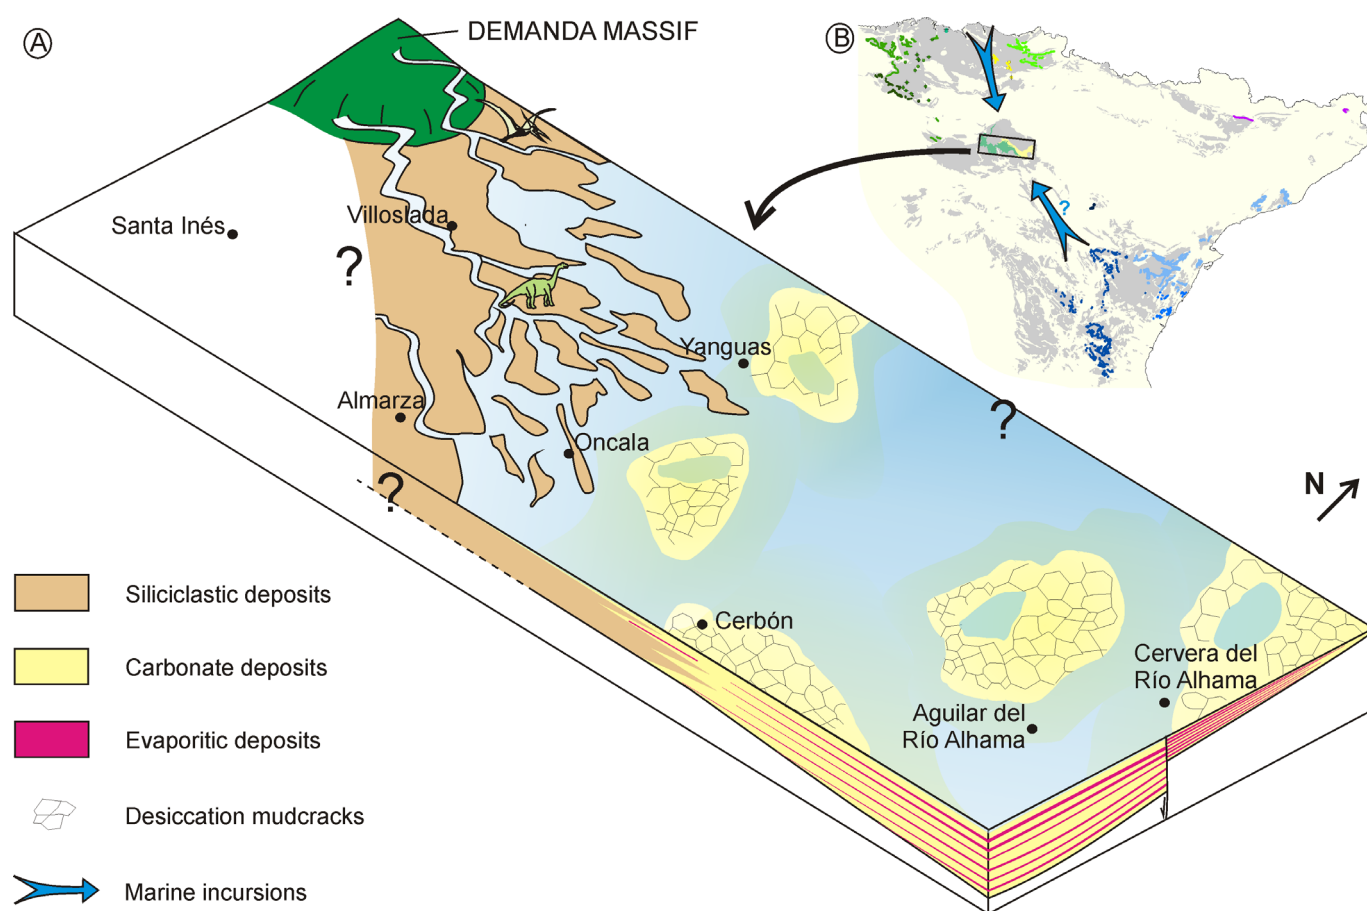 A
DEMANDA MASSIF
B
?
Santa Inés
Villoslada
?
Yanguas
Almarza
?
Oncala
?
N
Cerbón
Cervera del
Río Alhama
Aguilar del
Río Alhama
Siliciclastic deposits
Carbonate deposits
Evaporitic deposits
Desiccation mudcracks
Marine incursions